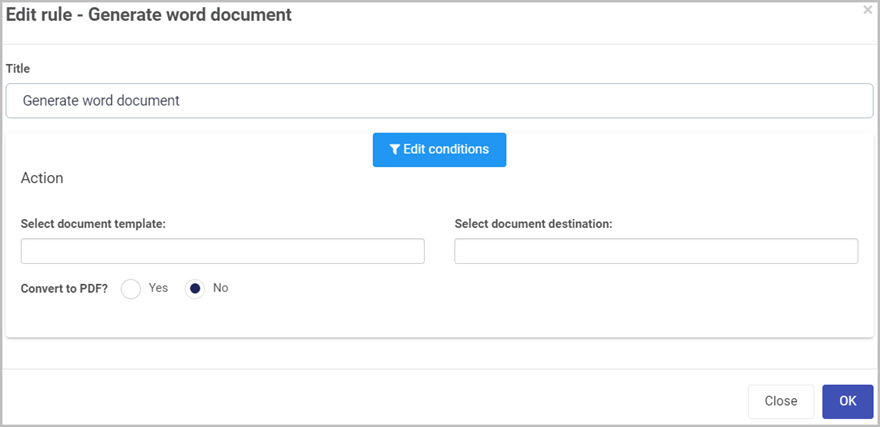 Edit rule - Generate word document
×
Title
Generate word document
Edit conditions
Action
Select document template:
Select document destination:
Convert to PDF? Yes No
Close OK